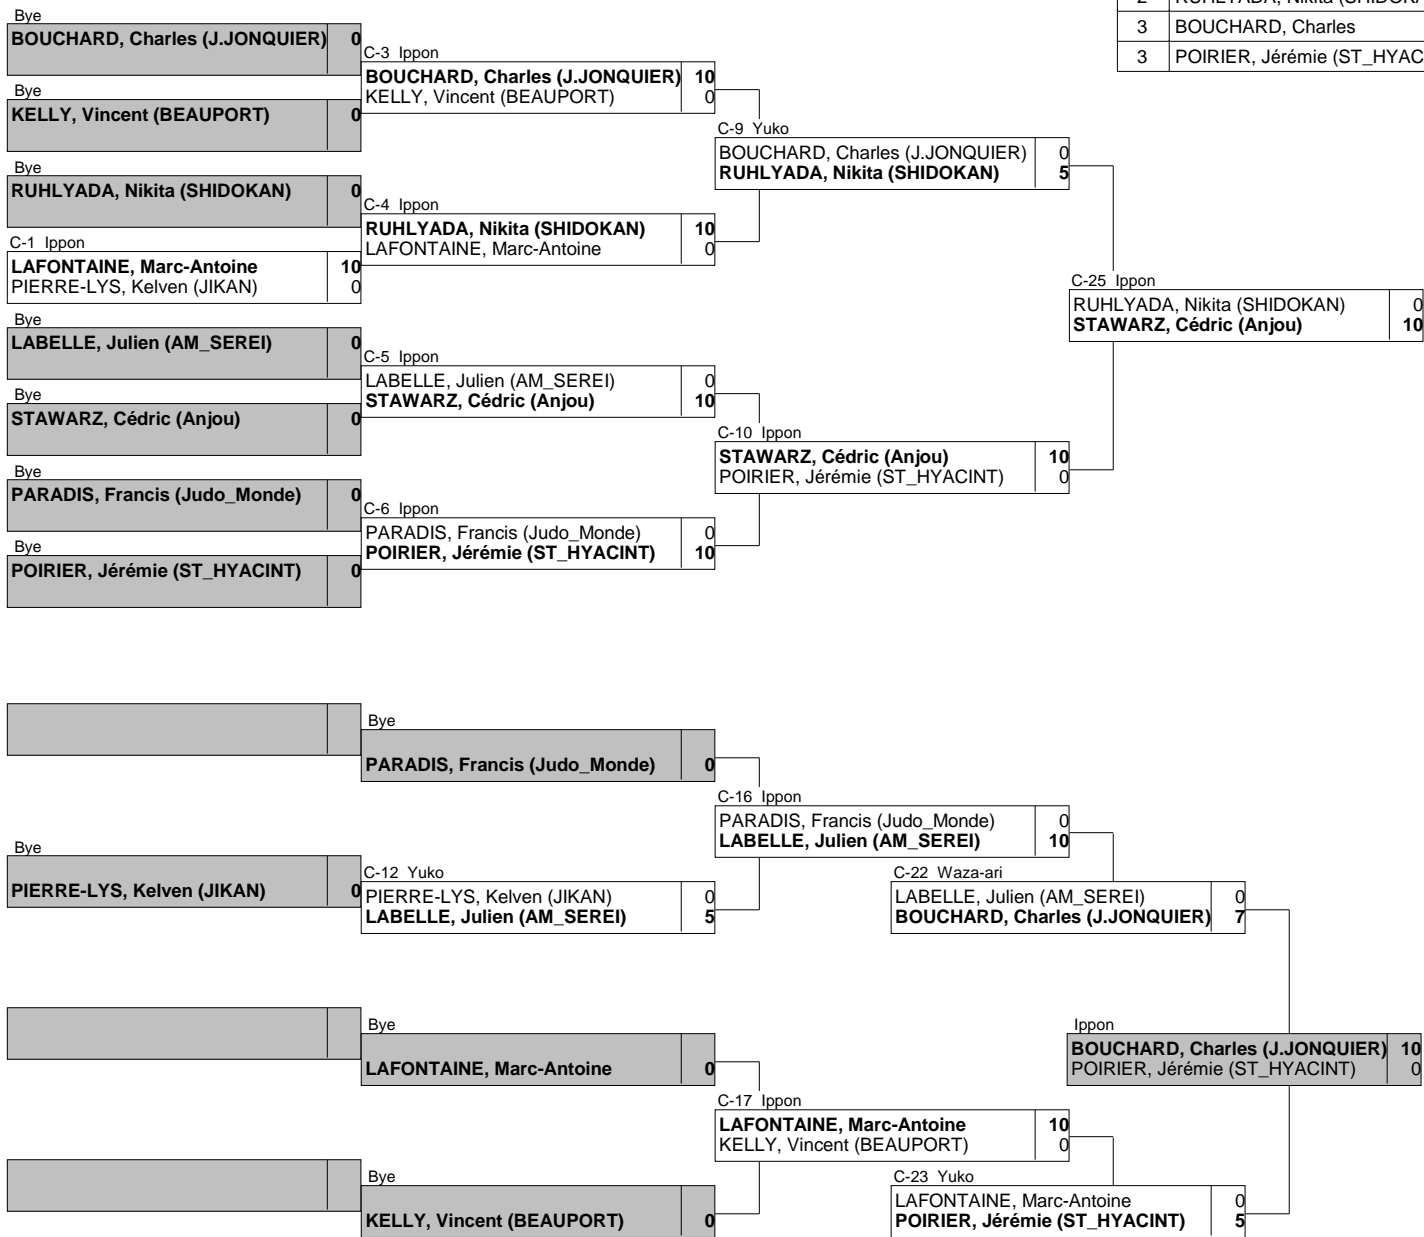 2 RUHLYADA, Nikita
3 BOUCHARD, Charles
3 POIRIER, Jérémie (ST_HYAC
Bye
BOUCHARD, Charles (J.JONQUIER) 0
C-3 Ippon
BOUCHARD, Charles (J.JONQUIER) 10
KELLY, Vincent (BEAUPORT) 0
Bye
KELLY, Vincent (BEAUPORT) 0
C-9 Yuko
BOUCHARD, Charles (J.JONQUIER) 0
RUHLYADA, Nikita (SHIDOKAN) 5
Bye
RUHLYADA, Nikita (SHIDOKAN) 0
C-4 Ippon
RUHLYADA, Nikita (SHIDOKAN) 10
LAFONTAINE, Marc-Antoine 0
C-1 Ippon
LAFONTAINE, Marc-Antoine 10
PIERRE-LYS, Kelven (JIKAN) 0
C-25 Ippon
RUHLYADA, Nikita (SHIDOKAN) 0
STAWARZ, Cédric (Anjou) 10
Bye
LABELLE, Julien (AM_SEREI) 0
C-5 Ippon
LABELLE, Julien (AM_SEREI) 0
STAWARZ, Cédric (Anjou) 10
Bye
STAWARZ, Cédric (Anjou) 0
C-10 Ippon
STAWARZ, Cédric (Anjou) 10
POIRIER, Jérémie (ST_HYACINT) 0
Bye
PARADIS, Francis (Judo_Monde) 0
C-6 Ippon
PARADIS, Francis (Judo_Monde) 0
POIRIER, Jérémie (ST_HYACINT) 10
Bye
POIRIER, Jérémie (ST_HYACINT) 0
Bye
PARADIS, Francis (Judo_Monde) 0
C-16 Ippon
PARADIS, Francis (Judo_Monde) 0
LABELLE, Julien (AM_SEREI) 10
Bye
PIERRE-LYS, Kelven (JIKAN) 0
C-12 Yuko
PIERRE-LYS, Kelven (JIKAN) 0
LABELLE, Julien (AM_SEREI) 5
C-22 Waza-ari
LABELLE, Julien (AM_SEREI) 0
BOUCHARD, Charles (J.JONQUIER) 7
Bye
LAFONTAINE, Marc-Antoine 0
Ippon
BOUCHARD, Charles (J.JONQUIER) 10
POIRIER, Jérémie (ST_HYACINT) 0
C-17 Ippon
LAFONTAINE, Marc-Antoine 10
KELLY, Vincent (BEAUPORT) 0
Bye
KELLY, Vincent (BEAUPORT) 0
C-23 Yuko
LAFONTAINE, Marc-Antoine 0
POIRIER, Jérémie (ST_HYACINT) 5